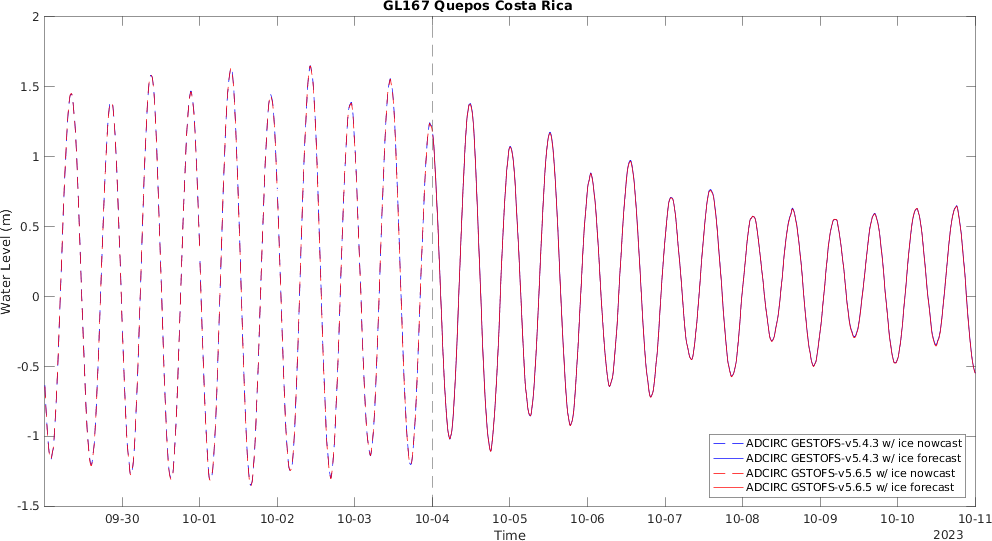 GL167 Quepos Costa Rica
2
1.5
1
0.5
0
-0.5
-1
-1.5
Water Level (m)
ADCIRC GESTOFS-v5.4.3 w/ ice nowcast
ADCIRC GESTOFS-v5.4.3 w/ ice forecast
ADCIRC GSTOFS-v5.6.5 w/ ice nowcast
ADCIRC GSTOFS-v5.6.5 w/ ice forecast
09-30 10-01 10-02 10-03 10-04 10-05 10-06 10-07 10-08 10-09 10-10 10-11
Time 2023